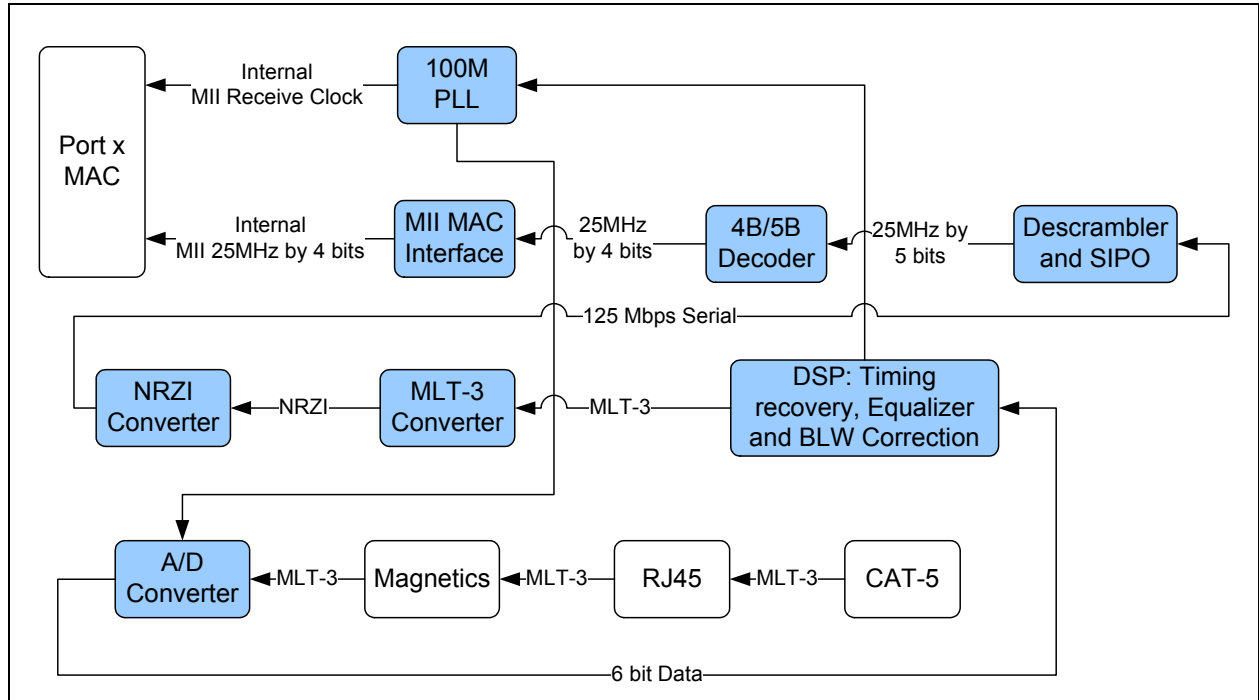 Port x
MAC
Internal
MII Receive Clock
100M
PLL
Internal
MII 25MHz by 4 bits
MII MAC
Interface
25MHz
by 4 bits
4B/5B
Decoder
25MHz by
5 bits
Descrambler
and SIPO
125 Mbps Serial
NRZI
Converter
NRZI
MLT-3
Converter
MLT-3
DSP: Timing
recovery, Equalizer
and BLW Correction
A/D
Converter
MLT-3
Magnetics
MLT-3
RJ45
MLT-3
CAT-5
6 bit Data